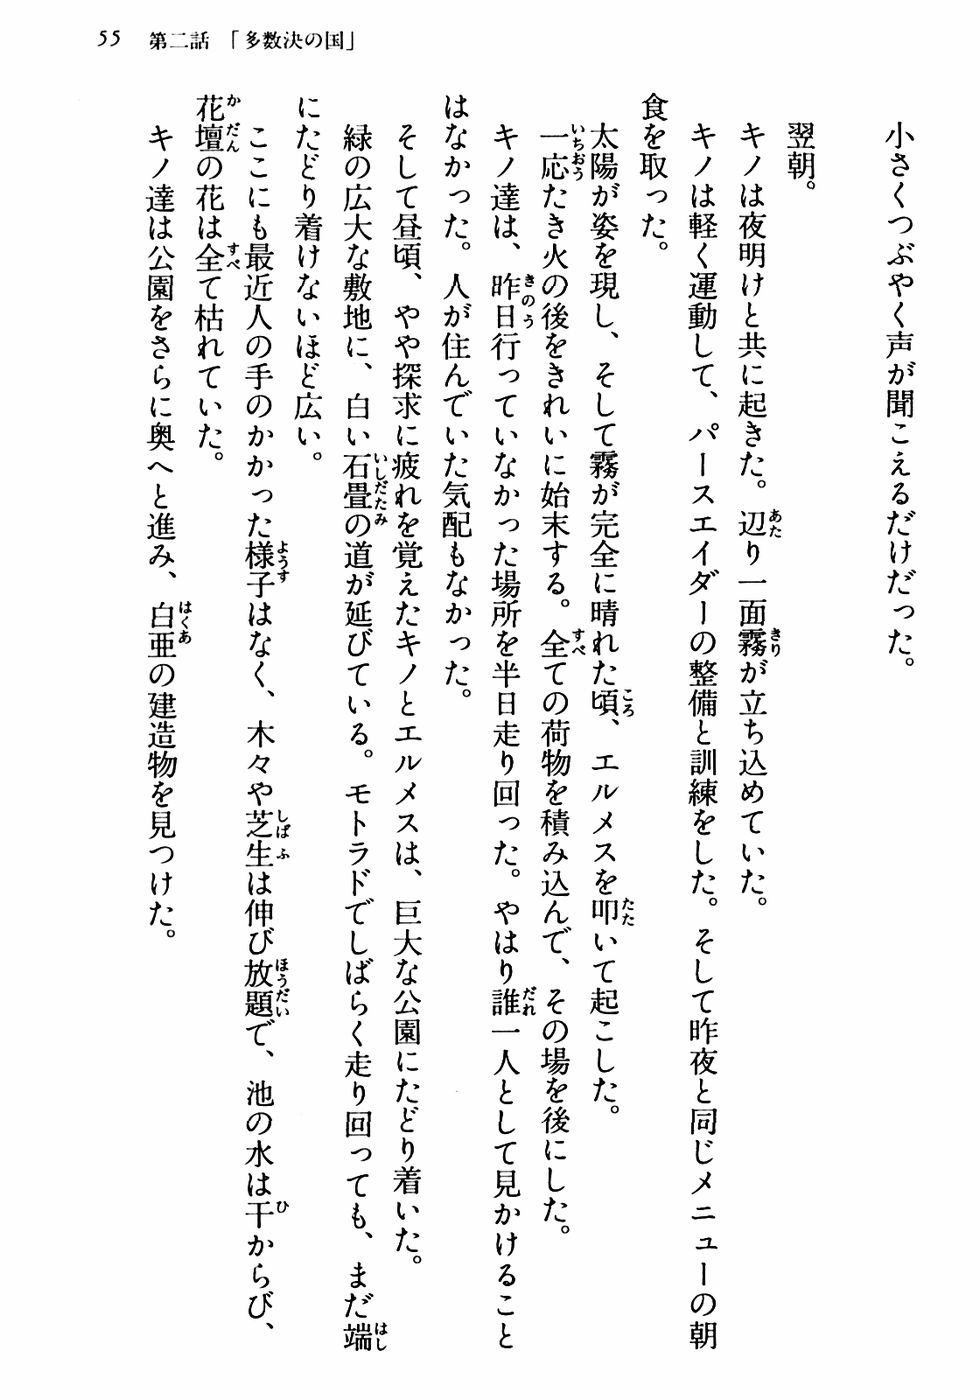 55 第二話 「多数決の国」
小さくつぶやく声が聞こえるだけだった。
翌朝。
キノは夜明けと共に起きた。辺り一面霧が立ち込めていた。
キノは軽く運動して、パースエイダーの整備と訓練をした。そして昨夜と同じメニューの朝
食を取った。
太陽が姿を現し、そして霧が完全に晴れた頃、エルメスを叩いて起こした。
一応たき火の後をきれいに始末する。全ての荷物を積み込んで、その場を後にした。
キノ達は、昨日行っていなかった場所を半日走り回った。やはり誰一人として見かけること
はなかった。人が住んでいた気配もなかった。
そして昼頃、やや探求に疲れを覚えたキノとエルメスは、巨大な公園にたどり着いた。
緑の広大な敷地に、白い石畳の道が延びている。モトラドでしばらく走り回っても、まだ端
にたどり着けないほど広い。
ここにも最近人の手のかかった様子はなく、木々や芝生は伸び放題で、池の水は干からび、
花壇の花は全て枯れていた。
キノ達は公園をさらに奥へと進み、白亜の建造物を見つけた。